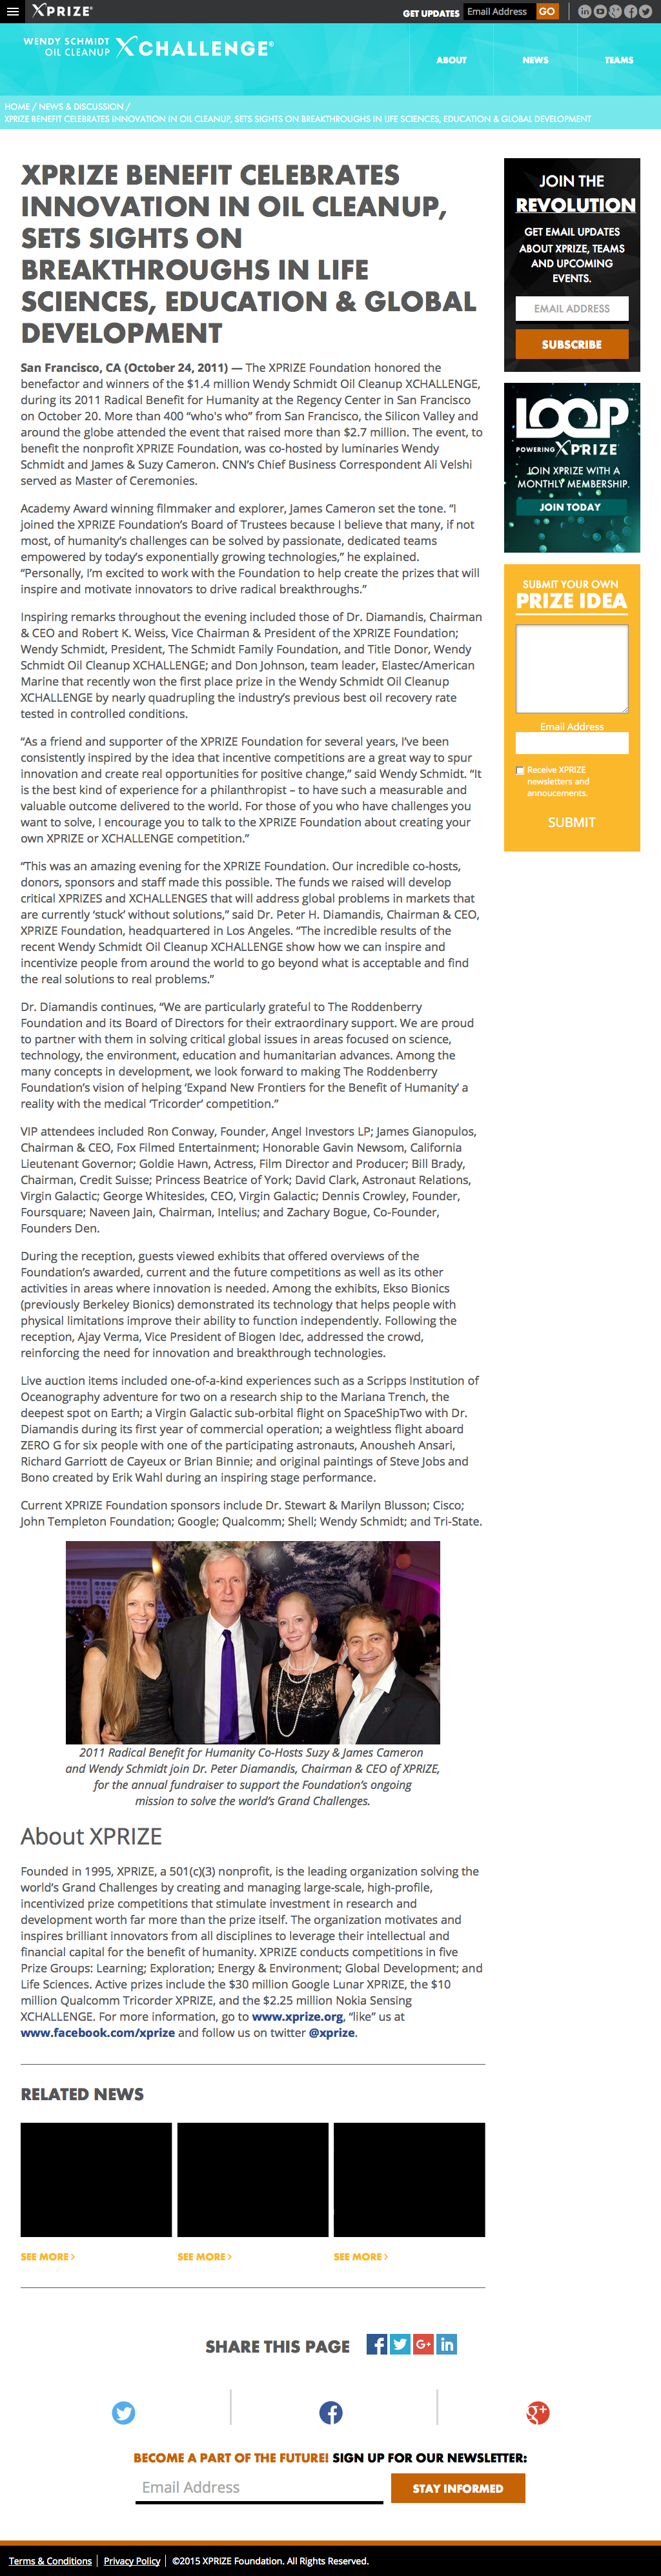 XPRIZE®
GET UPDATES
Email Address
GO
WENDY SCHMIDT
OIL CLEANUP
XCHALLENGE®
ABOUT
NEWS
TEAMS
HOME / NEWS & DISCUSSION /
XPRIZE BENEFIT CELEBRATES INNOVATION IN OIL CLEANUP, SETS SIGHTS ON BREAKTHROUGHS IN LIFE SCIENCES, EDUCATION & GLOBAL DEVELOPMENT
XPRIZE BENEFIT CELEBRATES
INNOVATION IN OIL CLEANUP,
SETS SIGHTS ON
BREAKTHROUGHS IN LIFE
SCIENCES, EDUCATION & GLOBAL
DEVELOPMENT
San Francisco, CA (October 24, 2011) — The XPRIZE Foundation honored the
benefactor and winners of the $1.4 million Wendy Schmidt Oil Cleanup XCHALLENGE,
during its 2011 Radical Benefit for Humanity at the Regency Center in San Francisco
on October 20. More than 400 “who's who” from San Francisco, the Silicon Valley and
around the globe attended the event that raised more than $2.7 million. The event, to
benefit the nonprofit XPRIZE Foundation, was co-hosted by luminaries Wendy
Schmidt and James & Suzy Cameron. CNN’s Chief Business Correspondent Ali Velshi
served as Master of Ceremonies.
Academy Award winning filmmaker and explorer, James Cameron set the tone. “I
joined the XPRIZE Foundation’s Board of Trustees because I believe that many, if not
most, of humanity’s challenges can be solved by passionate, dedicated teams
empowered by today’s exponentially growing technologies,” he explained.
“Personally, I’m excited to work with the Foundation to help create the prizes that will
inspire and motivate innovators to drive radical breakthroughs.”
Inspiring remarks throughout the evening included those of Dr. Diamandis, Chairman
& CEO and Robert K. Weiss, Vice Chairman & President of the XPRIZE Foundation;
Wendy Schmidt, President, The Schmidt Family Foundation, and Title Donor, Wendy
Schmidt Oil Cleanup XCHALLENGE; and Don Johnson, team leader, Elastec/American
Marine that recently won the first place prize in the Wendy Schmidt Oil Cleanup
XCHALLENGE by nearly quadrupling the industry’s previous best oil recovery rate
tested in controlled conditions.
“As a friend and supporter of the XPRIZE Foundation for several years, I’ve been
consistently inspired by the idea that incentive competitions are a great way to spur
innovation and create real opportunities for positive change,” said Wendy Schmidt. “It
is the best kind of experience for a philanthropist – to have such a measurable and
valuable outcome delivered to the world. For those of you who have challenges you
want to solve, I encourage you to talk to the XPRIZE Foundation about creating your
own XPRIZE or XCHALLENGE competition.”
“This was an amazing evening for the XPRIZE Foundation. Our incredible co-hosts,
donors, sponsors and staff made this possible. The funds we raised will develop
critical XPRIZES and XCHALLENGES that will address global problems in markets that
are currently ‘stuck’ without solutions,” said Dr. Peter H. Diamandis, Chairman & CEO,
XPRIZE Foundation, headquartered in Los Angeles. “The incredible results of the
recent Wendy Schmidt Oil Cleanup XCHALLENGE show how we can inspire and
incentivize people from around the world to go beyond what is acceptable and find
the real solutions to real problems.”
Dr. Diamandis continues, “We are particularly grateful to The Roddenberry
Foundation and its Board of Directors for their extraordinary support. We are proud
to partner with them in solving critical global issues in areas focused on science,
technology, the environment, education and humanitarian advances. Among the
many concepts in development, we look forward to making The Roddenberry
Foundation’s vision of helping ‘Expand New Frontiers for the Benefit of Humanity’ a
reality with the medical ‘Tricorder’ competition.”
VIP attendees included Ron Conway, Founder, Angel Investors LP; James Gianopulos,
Chairman & CEO, Fox Filmed Entertainment; Honorable Gavin Newsom, California
Lieutenant Governor; Goldie Hawn, Actress, Film Director and Producer; Bill Brady,
Chairman, Credit Suisse; Princess Beatrice of York; David Clark, Astronaut Relations,
Virgin Galactic; George Whitesides, CEO, Virgin Galactic; Dennis Crowley, Founder,
Foursquare; Naveen Jain, Chairman, Intelius; and Zachary Bogue, Co-Founder,
Founders Den.
During the reception, guests viewed exhibits that offered overviews of the
Foundation’s awarded, current and the future competitions as well as its other
activities in areas where innovation is needed. Among the exhibits, Ekso Bionics
(previously Berkeley Bionics) demonstrated its technology that helps people with
physical limitations improve their ability to function independently. Following the
reception, Ajay Verma, Vice President of Biogen Idec, addressed the crowd,
reinforcing the need for innovation and breakthrough technologies.
Live auction items included one-of-a-kind experiences such as a Scripps Institution of
Oceanography adventure for two on a research ship to the Mariana Trench, the
deepest spot on Earth; a Virgin Galactic sub-orbital flight on SpaceShipTwo with Dr.
Diamandis during its first year of commercial operation; a weightless flight aboard
ZERO G for six people with one of the participating astronauts, Anousheh Ansari,
Richard Garriott de Cayeux or Brian Binnie; and original paintings of Steve Jobs and
Bono created by Erik Wahl during an inspiring stage performance.
Current XPRIZE Foundation sponsors include Dr. Stewart & Marilyn Blusson; Cisco;
John Templeton Foundation; Google; Qualcomm; Shell; Wendy Schmidt; and Tri-State.
2011 Radical Benefit for Humanity Co-Hosts Suzy & James Cameron
and Wendy Schmidt join Dr. Peter Diamandis, Chairman & CEO of XPRIZE,
for the annual fundraiser to support the Foundation’s ongoing
mission to solve the world’s Grand Challenges.
About XPRIZE
Founded in 1995, XPRIZE, a 501(c)(3) nonprofit, is the leading organization solving the
world’s Grand Challenges by creating and managing large-scale, high-profile,
incentivized prize competitions that stimulate investment in research and
development worth far more than the prize itself. The organization motivates and
inspires brilliant innovators from all disciplines to leverage their intellectual and
financial capital for the benefit of humanity. XPRIZE conducts competitions in five
Prize Groups: Learning; Exploration; Energy & Environment; Global Development; and
Life Sciences. Active prizes include the $30 million Google Lunar XPRIZE, the $10
million Qualcomm Tricorder XPRIZE, and the $2.25 million Nokia Sensing
XCHALLENGE. For more information, go to www.xprize.org, “like” us at
www.facebook.com/xprize and follow us on twitter @xprize.
RELATED NEWS
SEE MORE >
SEE MORE >
SEE MORE >
JOIN THE
REVOLUTION
GET EMAIL UPDATES
ABOUT XPRIZE, TEAMS
AND UPCOMING
EVENTS.
EMAIL ADDRESS
SUBSCRIBE
LOOP
POWERING XPRIZE
JOIN XPRIZE WITH A
MONTHLY MEMBERSHIP.
JOIN TODAY
SUBMIT YOUR OWN
PRIZE IDEA
Email Address
Receive XPRIZE
newsletters and
annoucements.
SUBMIT
SHARE THIS PAGE
BECOME A PART OF THE FUTURE! SIGN UP FOR OUR NEWSLETTER:
Email Address
STAY INFORMED
Terms & Conditions | Privacy Policy | ©2015 XPRIZE Foundation. All Rights Reserved.